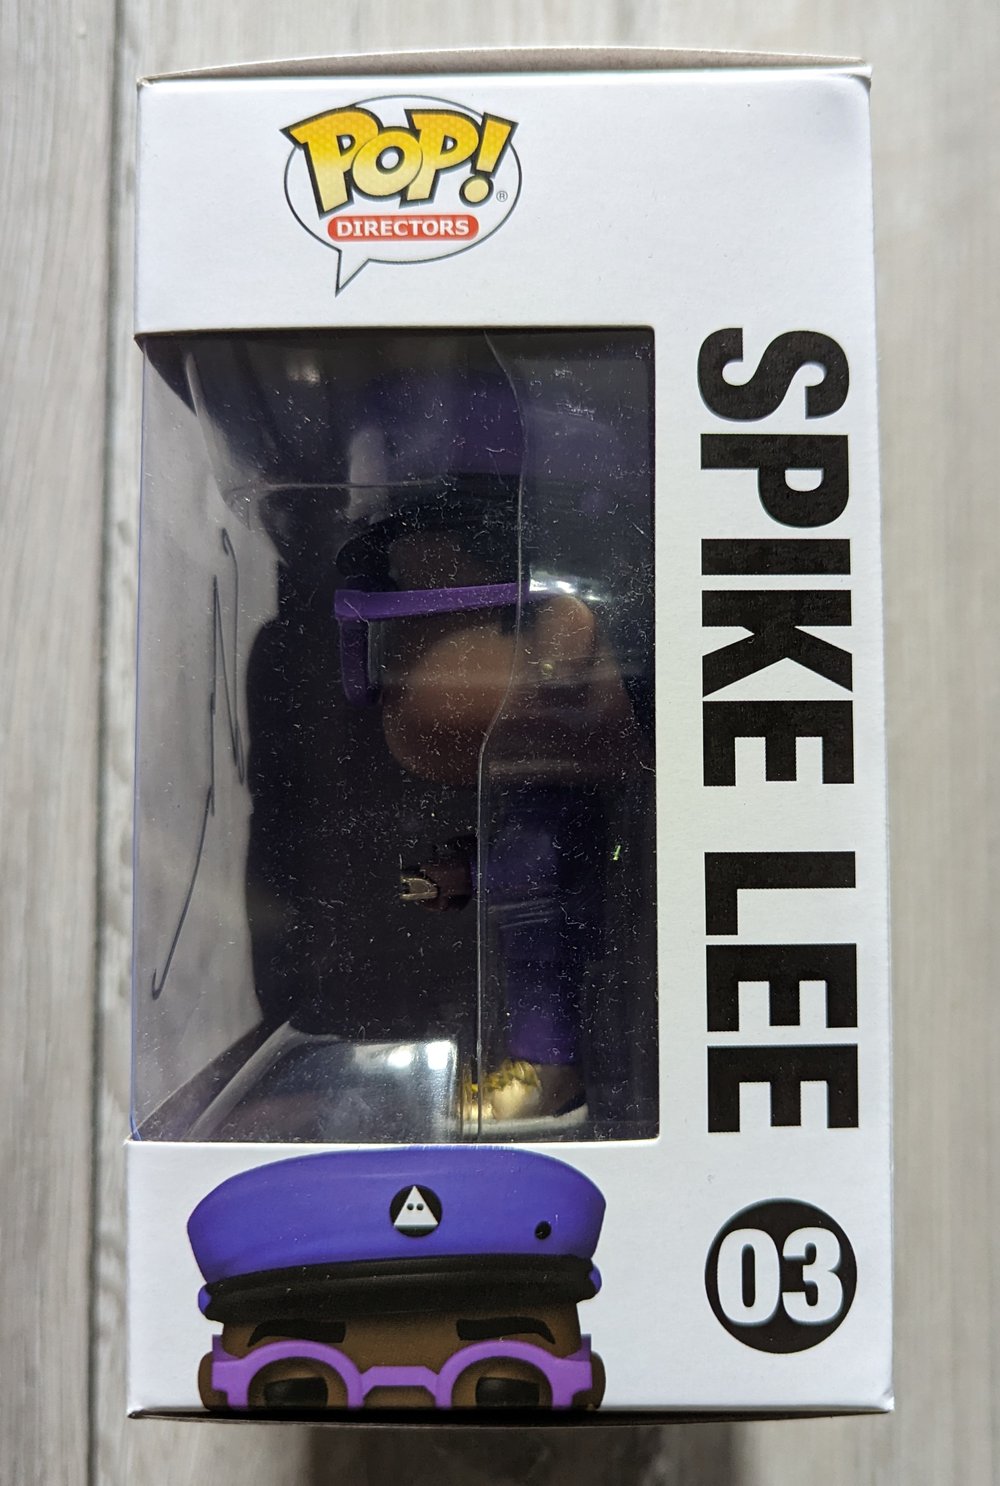 POP!®
DIRECTORS
SPIKE LEE
03